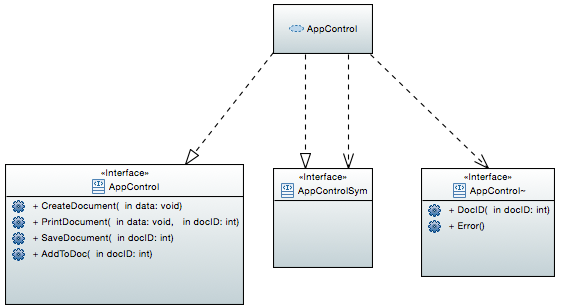 AppControl
«Interface»
AppControl
+ CreateDocument( in data: void)
+ PrintDocument( in data: void, in docID: int)
+ SaveDocument( in docID: int)
+ AddToDoc( in docID: int)
«Interface»
AppControlSym
«Interface»
AppControl~
+ DocID( in docID: int)
+ Error()